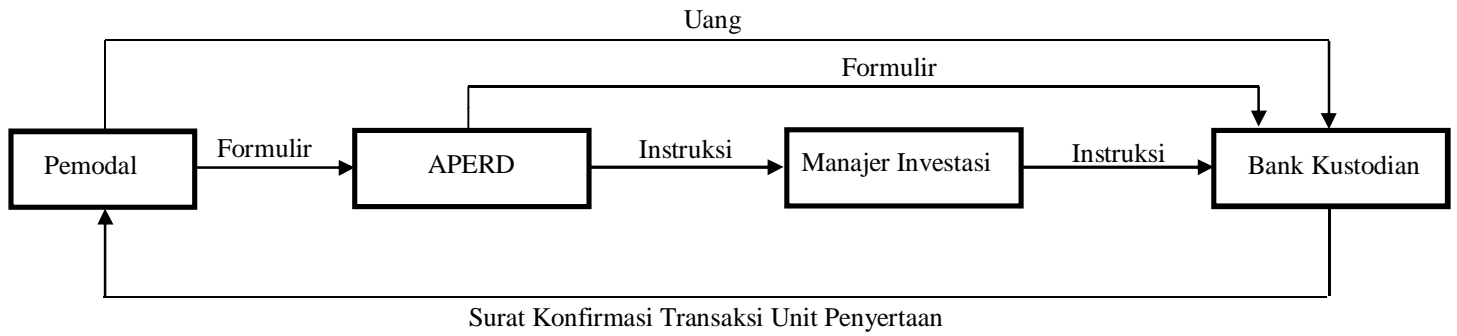 Uang
Formulir
Pemodal
Formulir
APERD
Instruksi
Manajer Investasi
Instruksi
Bank Kustodian
Surat Konfirmasi Transaksi Unit Penyertaan